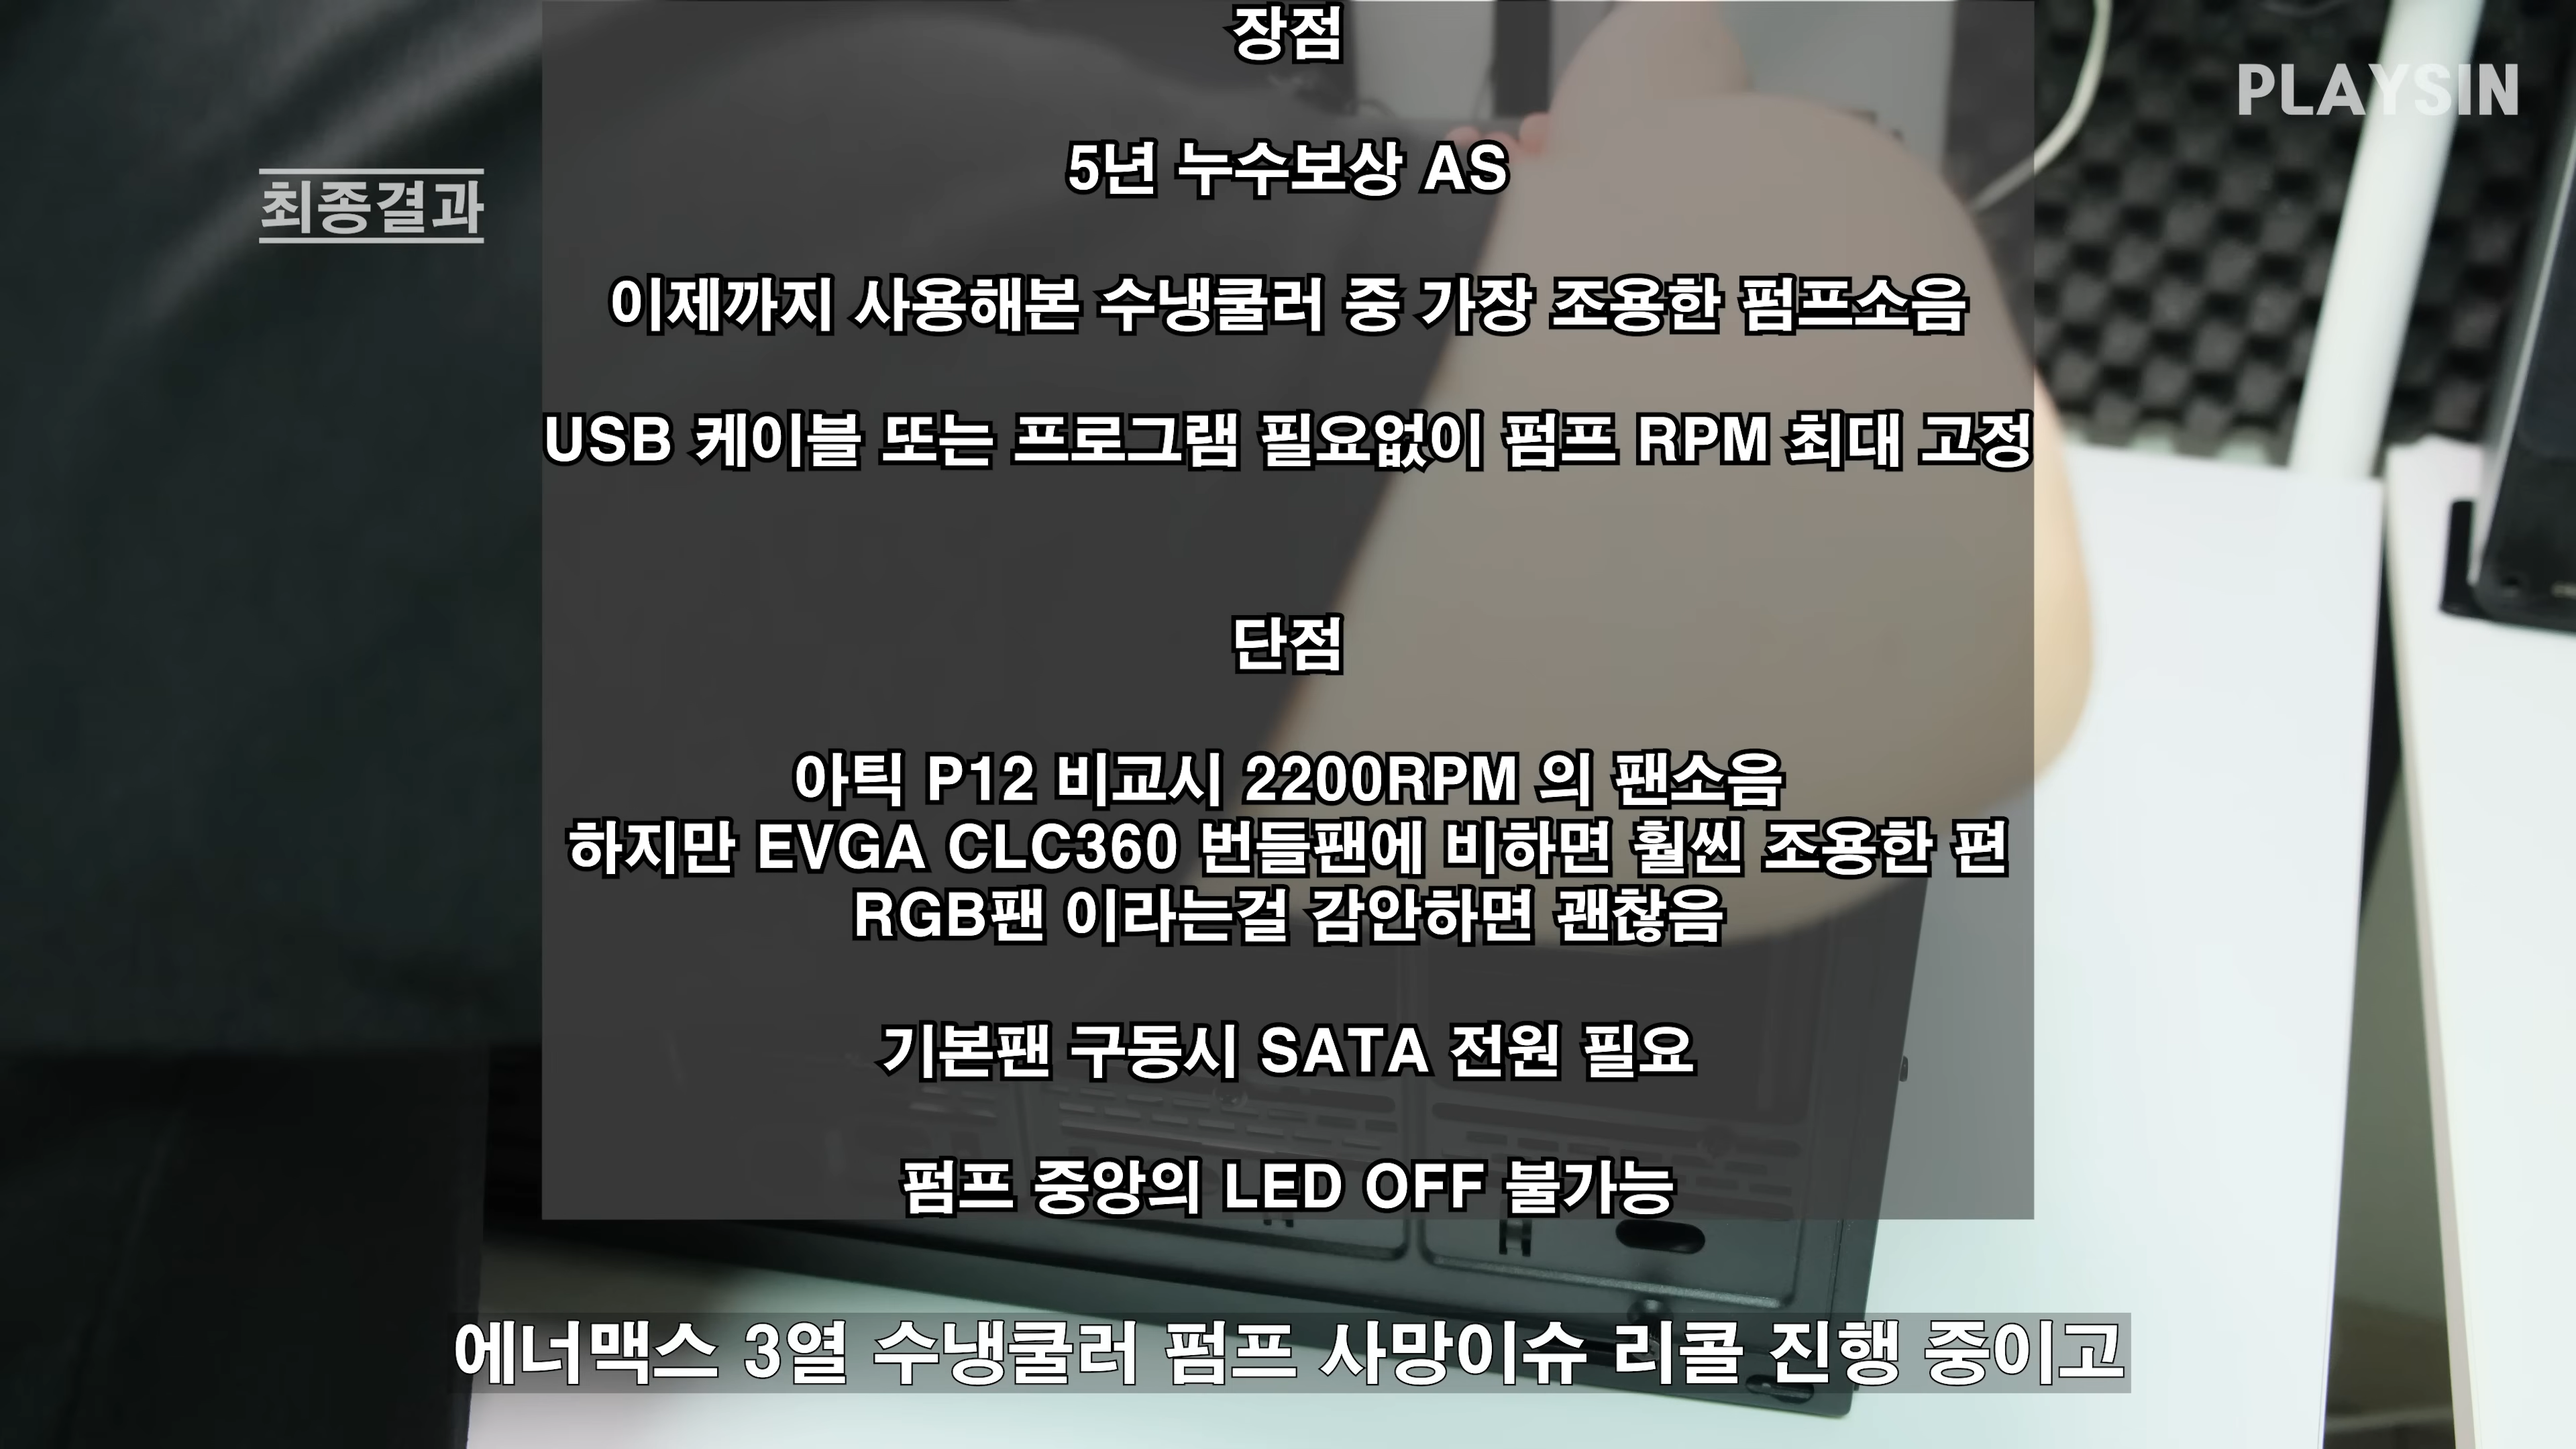 장점
PLAYSIN
최종결과
5년 누수보상 AS
이제까지 사용해본 수냉쿨러 중 가장 조용한 펌프소음
USB 케이블 또는 프로그램 필요없이 펌프 RPM 최대 고정
단점
아틱 P12 비교시 2200RPM 의 팬소음
하지만 EVGA CLC360 번들팬에 비하면 훨씬 조용한 편
RGB팬 이라는걸 감안하면 괜찮음
기본팬 구동시 SATA 전원 필요
펌프 중앙의 LED OFF 불가능
에너맥스 3열 수냉쿨러 펌프 사망이슈 리콜 진행 중이고